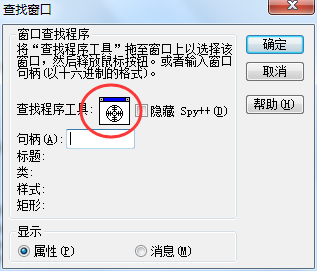 查找窗口
窗口查找程序
将“查找程序工具”拖至窗口上以选择该
窗口，然后释放鼠标按钮。或者输入窗口
句柄(以十六进制的格式)。
确定
取消
帮助(H)
查找程序工具:
隐藏 Spy++(D)
句柄(A):
标题:
类:
样式:
矩形:
显示
属性(P)
消息(M)